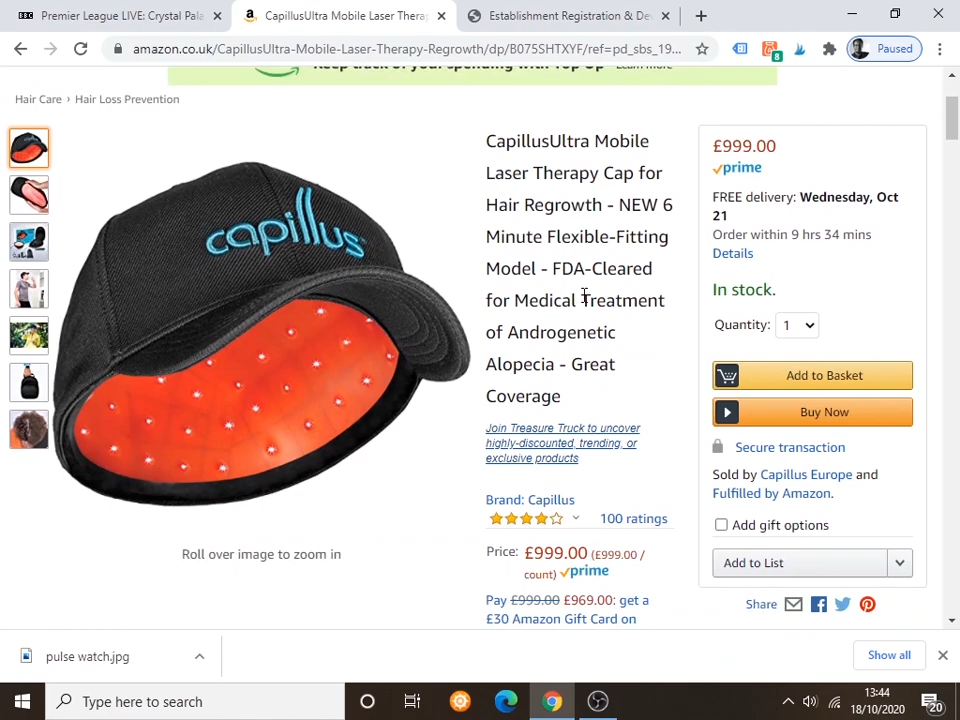 Premier League LIVE: Crystal Pala
CapillusUltra Mobile Laser Therap
Establishment Registration & De
amazon.co.uk/CapillusUltra-Mobile-Laser-Therapy-Regrowth/dp/B075SHTXYF/ref=pd_sbs_19...
8
Paused
Keep track of your spending with Top Up Learn more
Hair Care › Hair Loss Prevention
capillus
Roll over image to zoom in
CapillusUltra Mobile
Laser Therapy Cap for
Hair Regrowth - NEW 6
Minute Flexible-Fitting
Model - FDA-Cleared
for Medical Treatment
of Androgenetic
Alopecia - Great
Coverage
Join Treasure Truck to uncover
highly-discounted, trending, or
exclusive products
Brand: Capillus
100 ratings
Price: £999.00 (£999.00 /
count) prime
Pay £999.00 £969.00: get a
£30 Amazon Gift Card on
£999.00
prime
FREE delivery: Wednesday, Oct
21
Order within 9 hrs 34 mins
Details
In stock.
Quantity: 1
Add to Basket
Buy Now
Secure transaction
Sold by Capillus Europe and
Fulfilled by Amazon.
Add gift options
Add to List
Share
pulse watch.jpg
Show all
Type here to search
13:44
18/10/2020
20